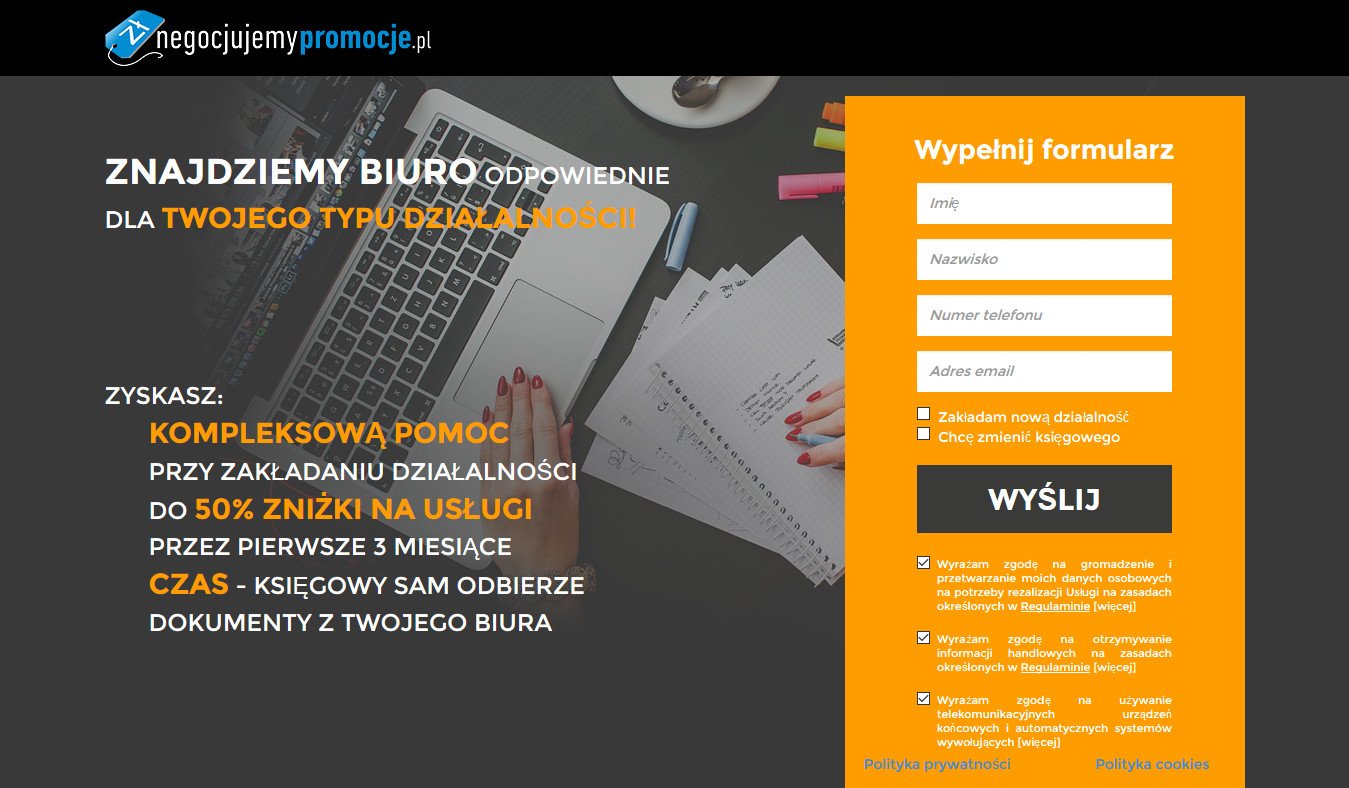 zł negocjujemypromocje.pl
ZNAJDZIEMY BIURO ODPOWIEDNIE
DLA TWOJEGO TYPU DZIAŁALNOŚCI!
ZYSKASZ:
KOMPLEKSOWĄ POMOC
PRZY ZAKŁADANIU DZIAŁALNOŚCI
DO 50% ZNIŻKI NA USŁUGI
PRZEZ PIERWSZE 3 MIESIĄCE
CZAS - KSIĘGOWY SAM ODBIERZE
DOKUMENTY Z TWOJEGO BIURA
Wypełnij formularz
Imię
Nazwisko
Numer telefonu
Adres email
Zakładam nową działalność
Chcę zmienić księgowego
WYŚLIJ
Wyrażam zgodę na gromadzenie i
przetwarzanie moich danych osobowych
na potrzeby rezalizacji Usługi na zasadach
określonych w Regulaminie [więcej]
Wyrażam zgodę na otrzymywanie
informacji handlowych na zasadach
określonych w Regulaminie [więcej]
Wyrażam zgodę na używanie
telekomunikacyjnych urządzeń
końcowych i automatycznych systemów
wywołujących [więcej]
Polityka prywatności
Polityka cookies